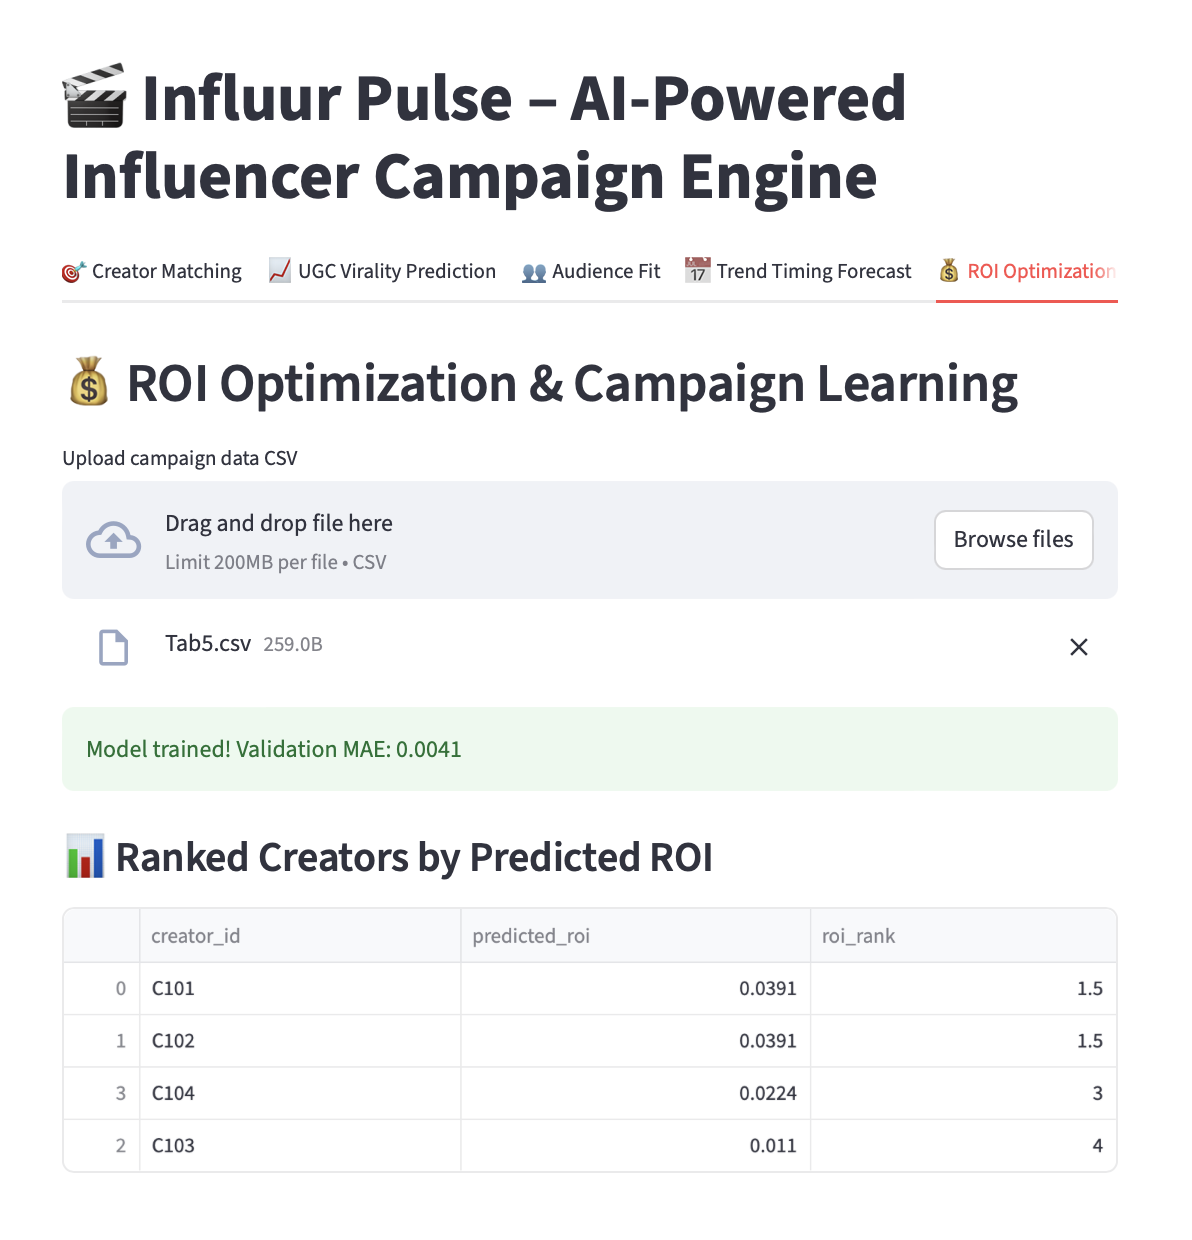 Influur Pulse – AI-Powered
Influencer Campaign Engine
Creator Matching UGC Virality Prediction Audience Fit Trend Timing Forecast ROI Optimization
ROI Optimization & Campaign Learning
Upload campaign data CSV
Drag and drop file here
Limit 200MB per file • CSV
Browse files
Tab5.csv 259.0B
Model trained! Validation MAE: 0.0041
Ranked Creators by Predicted ROI
creator_id predicted_roi roi_rank
0 C101 0.0391 1.5
1 C102 0.0391 1.5
3 C104 0.0224 3
2 C103 0.011 4